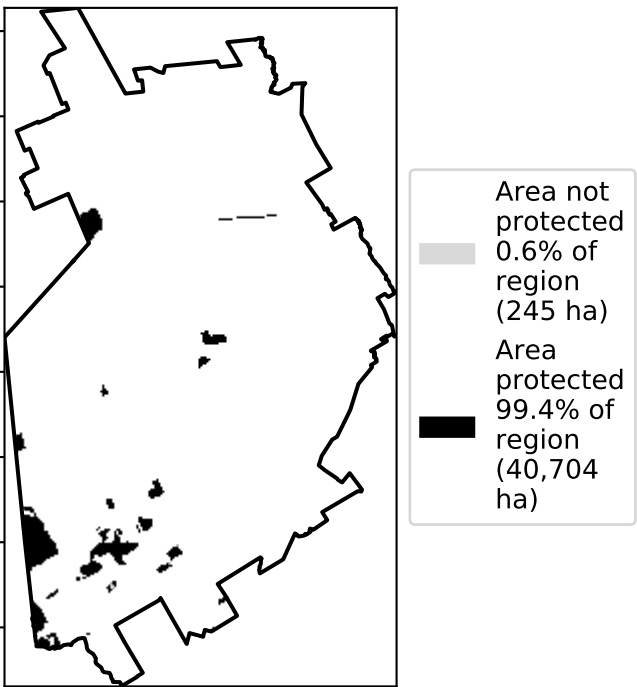 Area not
protected
0.6% of
region
(245 ha)
Area
protected
99.4% of
region
(40,704
ha)